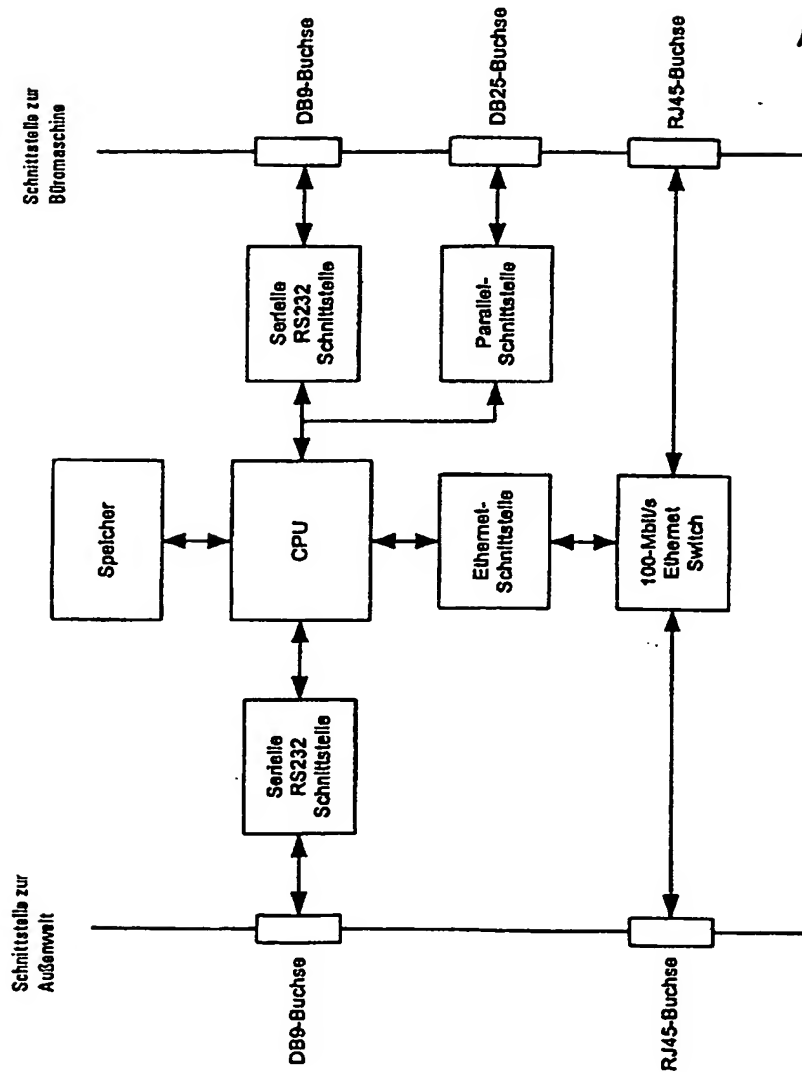 Schnittstelle zur
Außenwelt
Schnittstelle zur
Büromaschine
DB9-Buchse
Serielle
RS232
Schnittstelle
Speicher
CPU
Serielle
RS232
Schnittstelle
DB9-Buchse
Parallel-
Schnittstelle
DB25-Buchse
Ethernet-
Schnittstelle
RJ45-Buchse
100-Mbit/s
Ethernet
Switch
RJ45-Buchse